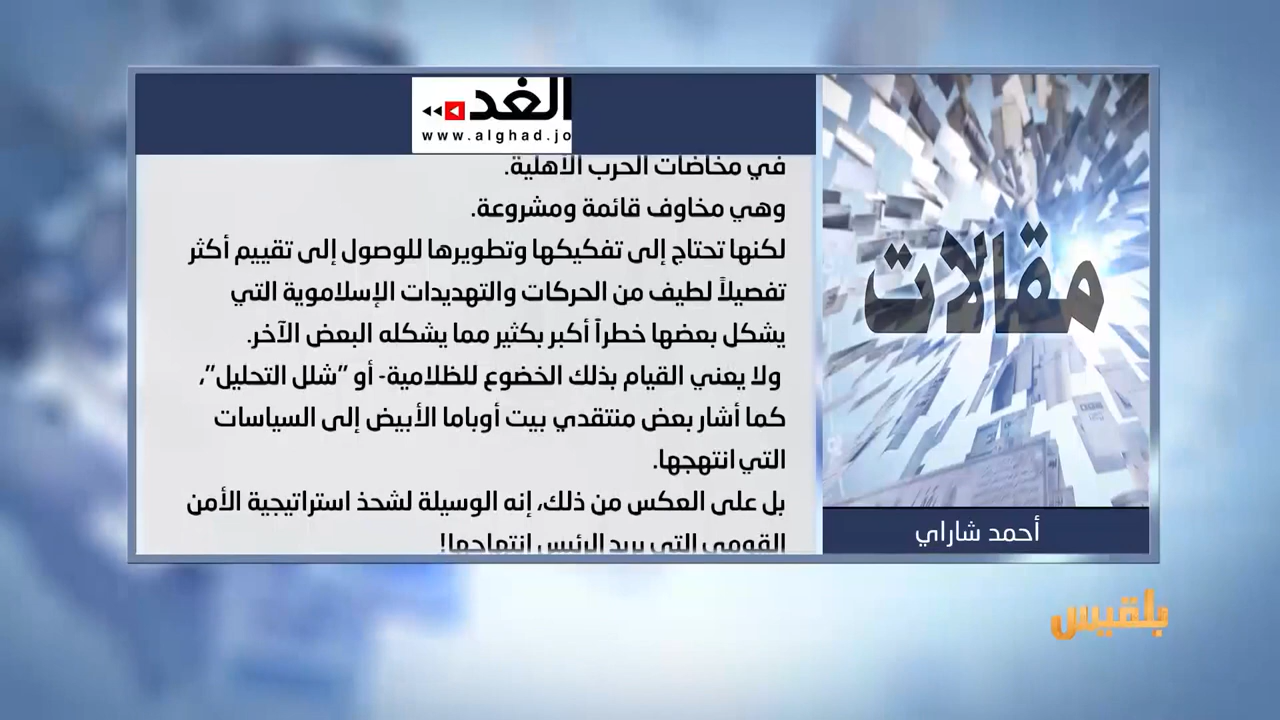 الغد
www.alghad.jo
في مخاضات الحرب الأهلية.
وهي مخاوف قائمة ومشروعة.
لكنها تحتاج إلى تفكيكها وتطويرها للوصول إلى تقييم أكثر
تفصيلاً لطيف من الحركات والتهديدات الإسلاموية التي
يشكل بعضها خطراً أكبر بكثير مما يشكله البعض الآخر.
ولا يعني القيام بذلك الخضوع للظلامية- أو "شلل التحليل"،
كما أشار بعض منتقدي بيت أوباما الأبيض إلى السياسات
التي انتهجها.
بل على العكس من ذلك، إنه الوسيلة لشحذ استراتيجية الأمن
القومي التي يريد الرئيس انتهاجها!
مقالات
أحمد شاراي
بلقيس